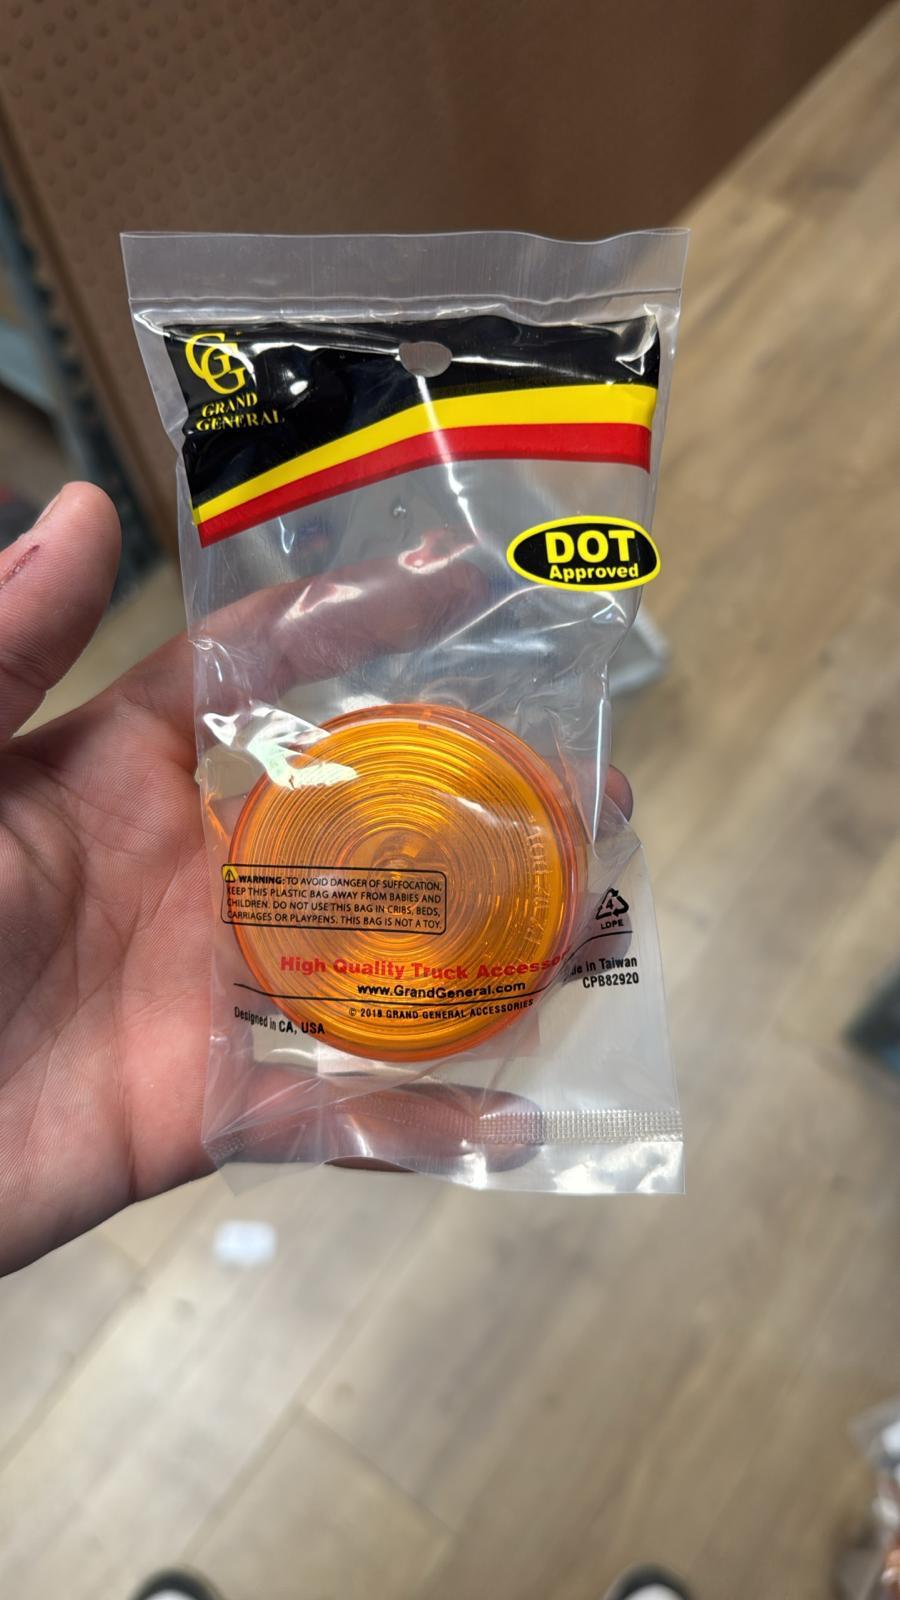 GG
GRAND
GENERAL
DOT
Approved
WARNING: TO AVOID DANGER OF SUFFOCATION,
KEEP THIS PLASTIC BAG AWAY FROM BABIES AND
CHILDREN. DO NOT USE THIS BAG IN CRIBS, BEDS,
CARRIAGES OR PLAYPENS. THIS BAG IS NOT A TOY.
4
LDPE
High Quality Truck
www.GrandGeneral.com
© 2018 GRAND GENERAL ACCESSORIES
Designed in CA, USA
in Taiwan
CPB82920